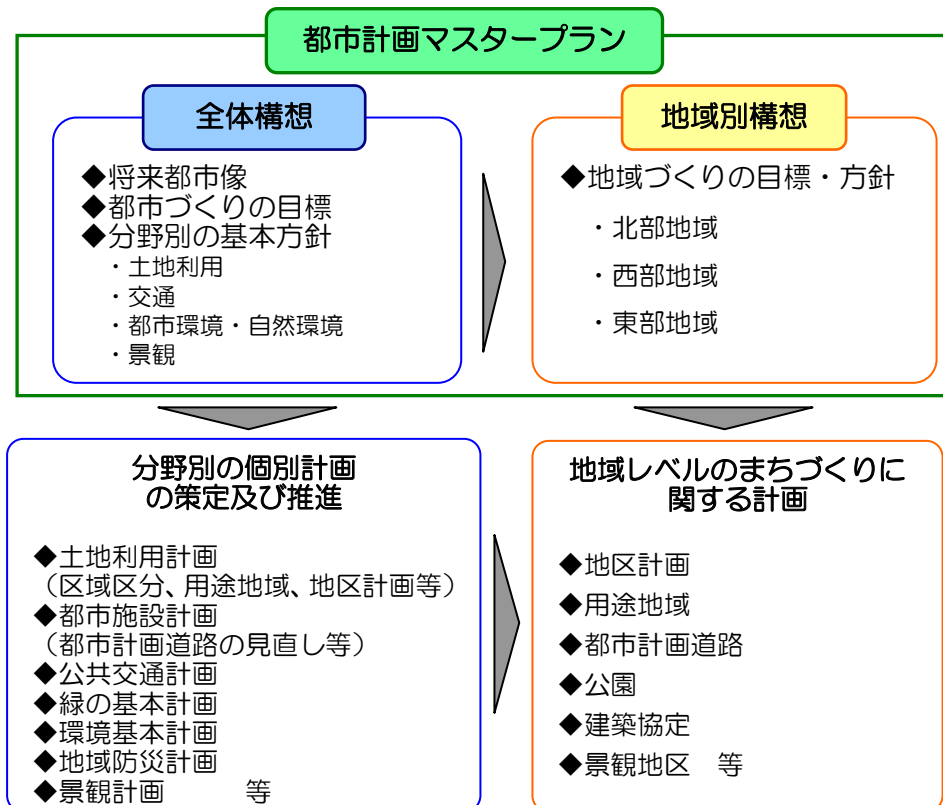 都市計画マスタープラン
全体構想
◆将来都市像
◆都市づくりの目標
◆分野別の基本方針
・土地利用
・交通
・都市環境・自然環境
・景観
地域別構想
◆地域づくりの目標・方針
・北部地域
・西部地域
・東部地域
分野別の個別計画
の策定及び推進
◆土地利用計画
（区域区分、用途地域、地区計画等）
◆都市施設計画
（都市計画道路の見直し等）
◆公共交通計画
◆緑の基本計画
◆環境基本計画
◆地域防災計画
◆景観計画　　　等
地域レベルのまちづくりに
関する計画
◆地区計画
◆用途地域
◆都市計画道路
◆公園
◆建築協定
◆景観地区　等